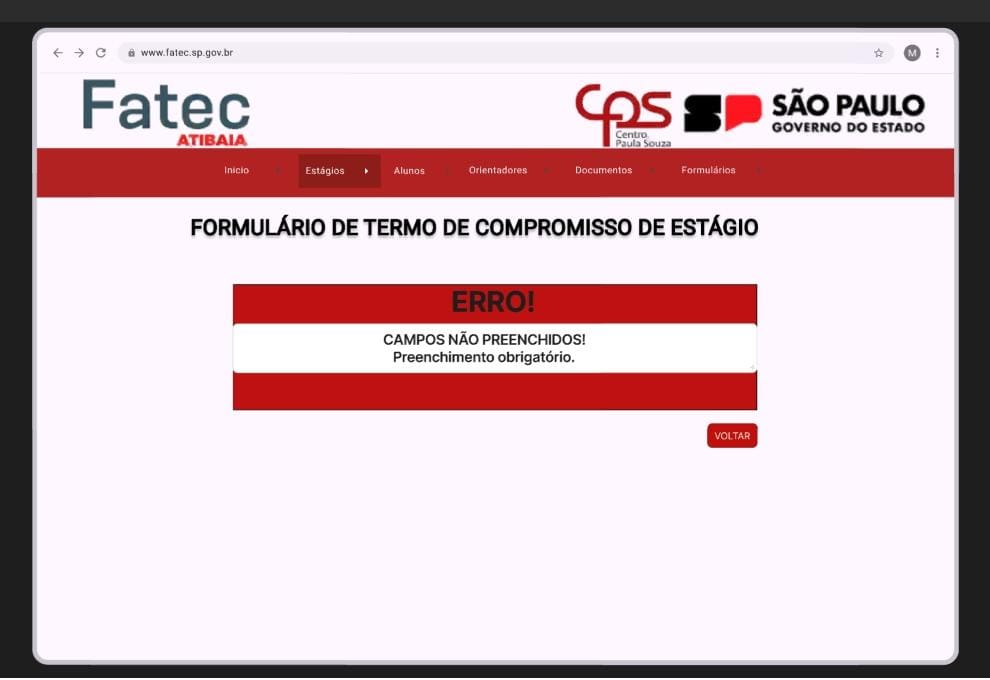 www.fatec.sp.gov.br
M
Fatec
ATIBAIA
CPS
Centro
Paula Souza
SP
SÃO PAULO
GOVERNO DO ESTADO
Inicio
Estágios
Alunos
Orientadores
Documentos
Formulários
FORMULÁRIO DE TERMO DE COMPROMISSO DE ESTÁGIO
ERRO!
CAMPOS NÃO PREENCHIDOS!
Preenchimento obrigatório.
VOLTAR